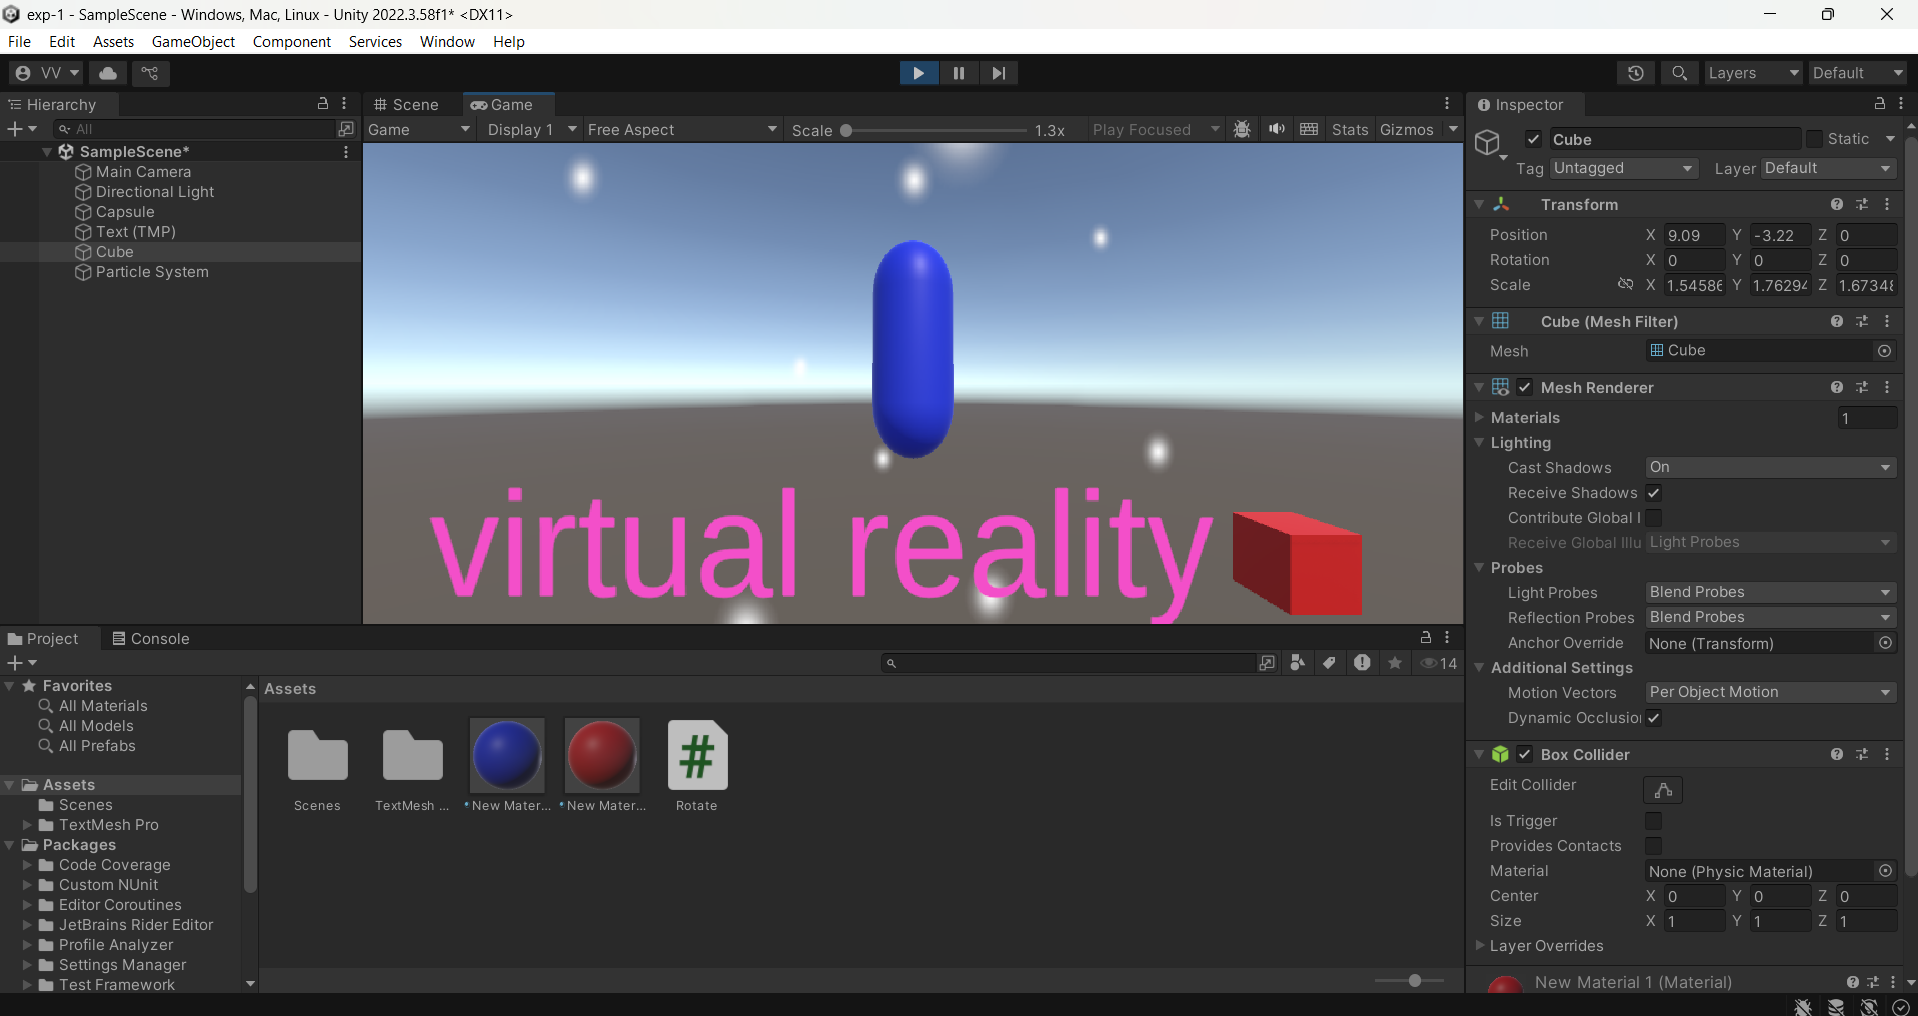 exp-1 - SampleScene - Windows, Mac, Linux - Unity 2022.3.58f1* <DX11>
File Edit Assets GameObject Component Services Window Help
VV Layers Default
Hierarchy
All
SampleScene*
Main Camera
Directional Light
Capsule
Text (TMP)
Cube
Particle System
Scene Game
Game Display 1 Free Aspect Scale 1.3x Play Focused Stats Gizmos
virtual reality
Inspector
Cube Static
Tag Untagged Layer Default
Transform
Position X 9.09 Y -3.22 Z 0
Rotation X 0 Y 0 Z 0
Scale X 1.54586 Y 1.76294 Z 1.67348
Cube (Mesh Filter)
Mesh Cube
Mesh Renderer
Materials 1
Lighting
Cast Shadows On
Receive Shadows
Contribute Global I
Receive Global Illu Light Probes
Probes
Light Probes Blend Probes
Reflection Probes Blend Probes
Anchor Override None (Transform)
Additional Settings
Motion Vectors Per Object Motion
Dynamic Occlusion
Box Collider
Edit Collider
Is Trigger
Provides Contacts
Material None (Physic Material)
Center X 0 Y 0 Z 0
Size X 1 Y 1 Z 1
Layer Overrides
New Material 1 (Material)
Project Console
14
Favorites
All Materials
All Models
All Prefabs
Assets
Scenes
TextMesh Pro
Packages
Code Coverage
Custom NUnit
Editor Coroutines
JetBrains Rider Editor
Profile Analyzer
Settings Manager
Test Framework
Assets
Scenes TextMesh ... New Mater... New Mater... Rotate
#